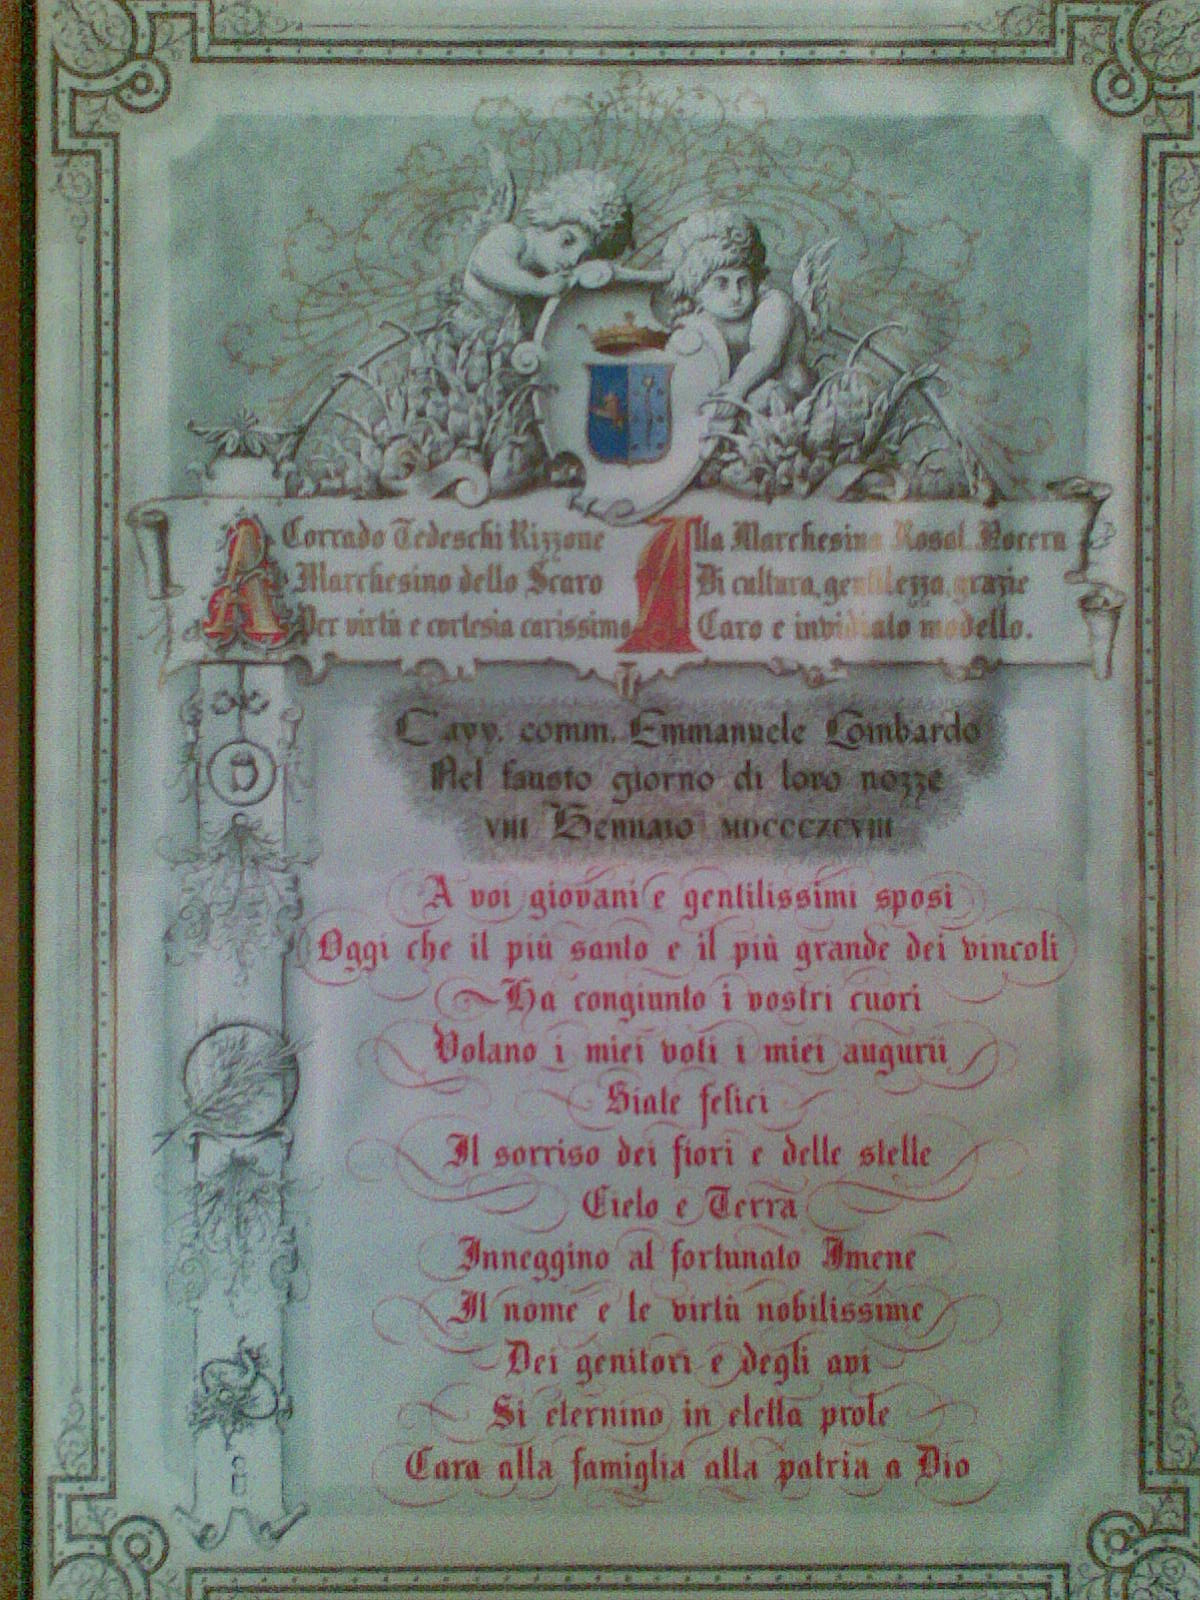 A Corrado Tedeschi Rizzone
Marchesino dello Scaro
Per virtù e cortesia carissimo
Alla Marchesina Rosal. Nocera
Di cultura, gentilezza, grazie
Caro e invidiato modello.
Cavv. comm. Emmanuele Lombardo
Nel fausto giorno di loro nozze
VIII Gennaio MDCCCZCVIII
A voi giovani e gentilissimi sposi
Oggi che il più santo e il più grande dei vincoli
Ha congiunto i vostri cuori
Volano i miei voti i miei augurii
Siate felici
Il sorriso dei fiori e delle stelle
Cielo e Terra
Inneggino al fortunato Imene
Il nome e le virtù nobilissime
Dei genitori e degli avi
Si eternino in eletta prole
Cara alla famiglia alla patria a Dio